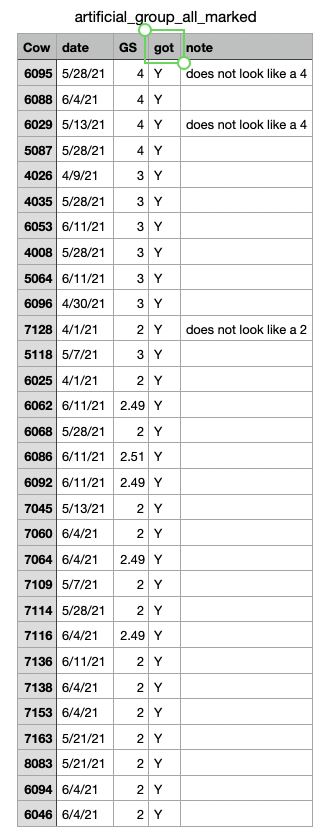 artificial_group_all_marked
Cow date GS got note
6095 5/28/21 4 Y does not look like a 4
6088 6/4/21 4 Y
6029 5/13/21 4 Y does not look like a 4
5087 5/28/21 4 Y
4026 4/9/21 3 Y
4035 5/28/21 3 Y
6053 6/11/21 3 Y
4008 5/28/21 3 Y
5064 6/11/21 3 Y
6096 4/30/21 3 Y
7128 4/1/21 2 Y does not look like a 2
5118 5/7/21 3 Y
6025 4/1/21 2 Y
6062 6/11/21 2.49 Y
6068 5/28/21 2 Y
6086 6/11/21 2.51 Y
6092 6/11/21 2.49 Y
7045 5/13/21 2 Y
7060 6/4/21 2 Y
7064 6/4/21 2.49 Y
7109 5/7/21 2 Y
7114 5/28/21 2 Y
7116 6/4/21 2.49 Y
7136 6/11/21 2 Y
7138 6/4/21 2 Y
7153 6/4/21 2 Y
7163 5/21/21 2 Y
8083 5/21/21 2 Y
6094 6/4/21 2 Y
6046 6/4/21 2 Y